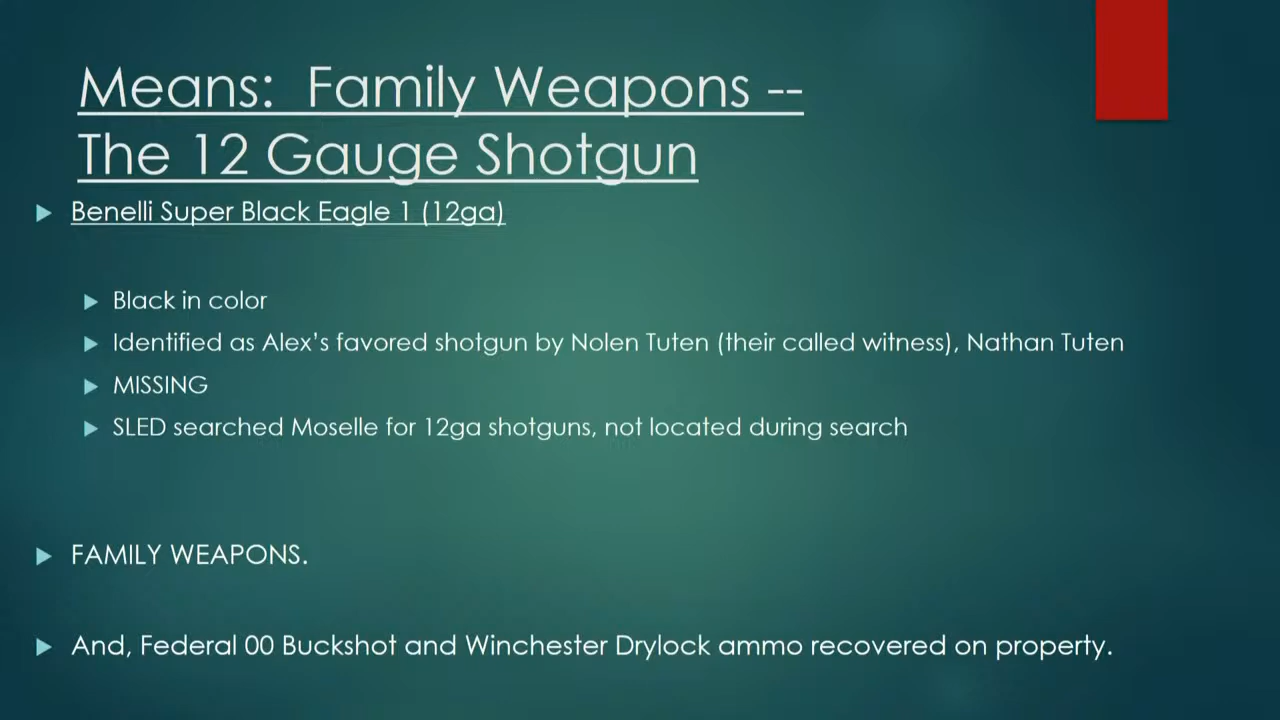 Means:  Family Weapons --
The 12 Gauge Shotgun
Benelli Super Black Eagle 1 (12ga)
Black in color
Identified as Alex’s favored shotgun by Nolen Tuten (their called witness), Nathan Tuten
MISSING
SLED searched Moselle for 12ga shotguns, not located during search
FAMILY WEAPONS.
And, Federal 00 Buckshot and Winchester Drylock ammo recovered on property.